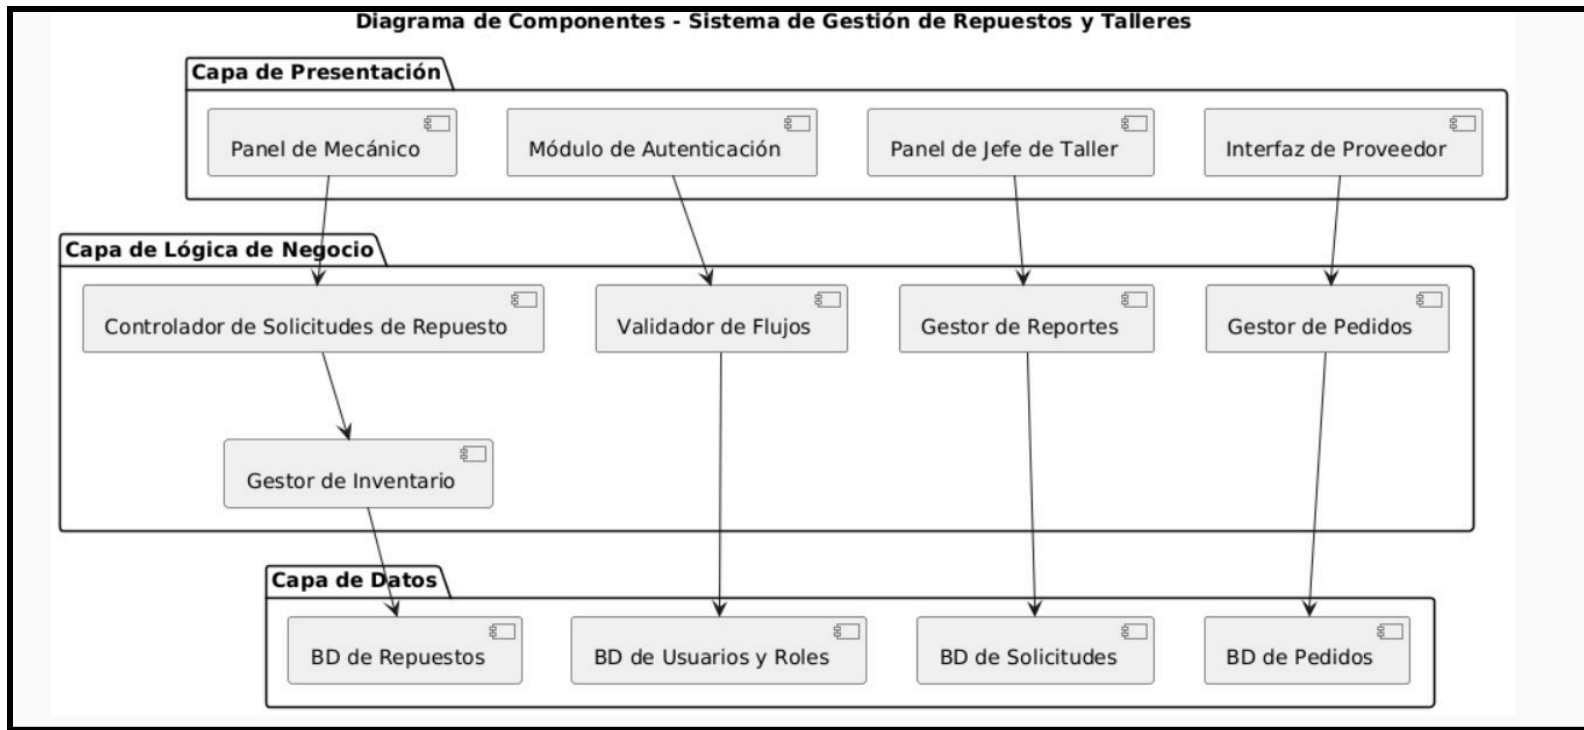 Diagrama de Componentes - Sistema de Gestión de Repuestos y Talleres
Capa de Presentación
Panel de Mecánico
Módulo de Autenticación
Panel de Jefe de Taller
Interfaz de Proveedor
Capa de Lógica de Negocio
Controlador de Solicitudes de Repuesto
Validador de Flujos
Gestor de Reportes
Gestor de Pedidos
Gestor de Inventario
Capa de Datos
BD de Repuestos
BD de Usuarios y Roles
BD de Solicitudes
BD de Pedidos